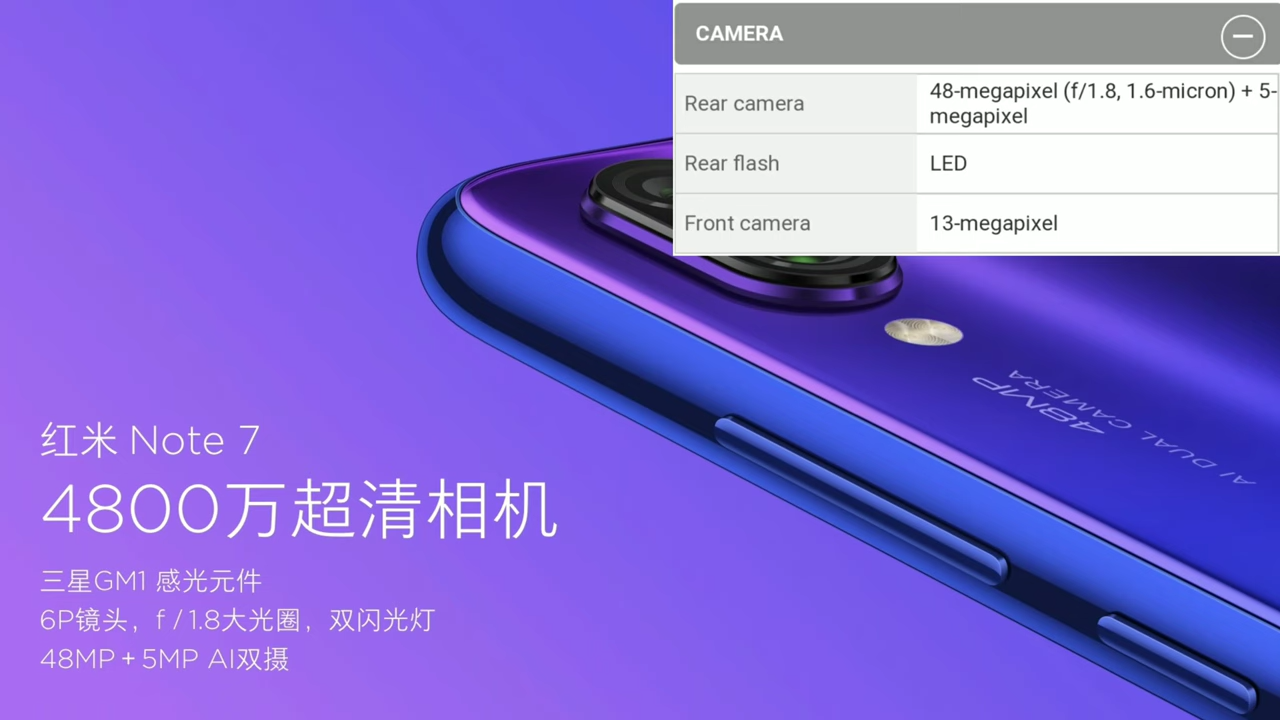 CAMERA
Rear camera
48-megapixel (f/1.8, 1.6-micron) + 5-
megapixel
Rear flash
LED
Front camera
13-megapixel
48MP
AI DUAL CAMERA
红米 Note 7
4800万超清相机
三星GM1 感光元件
6P镜头，f / 1.8大光圈，双闪光灯
48MP + 5MP AI双摄